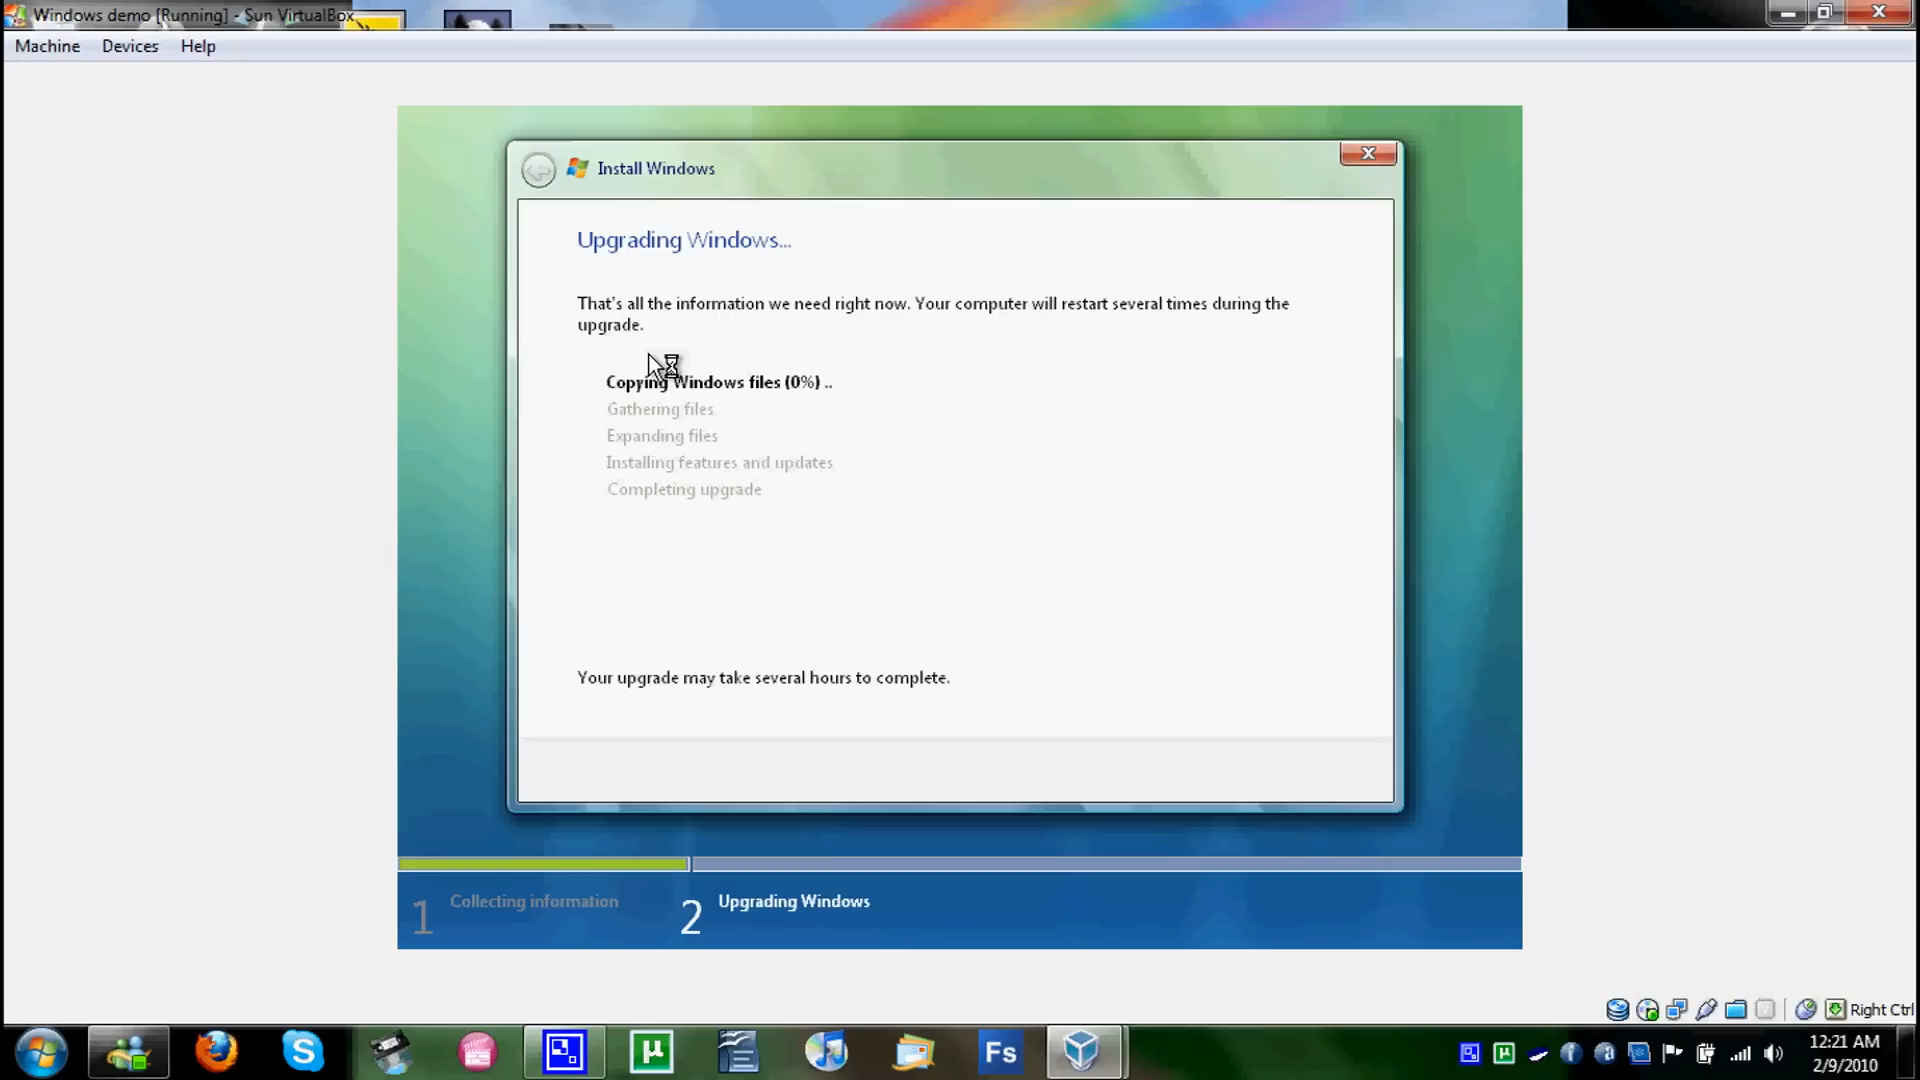 Windows demo [Running] - Sun VirtualBox
Machine Devices Help
Install Windows
Upgrading Windows...
That's all the information we need right now. Your computer will restart several times during the
upgrade.
Copying Windows files (0%) ..
Gathering files
Expanding files
Installing features and updates
Completing upgrade
Your upgrade may take several hours to complete.
1 Collecting information 2 Upgrading Windows
Right Ctrl
µ Fs
12:21 AM
2/9/2010